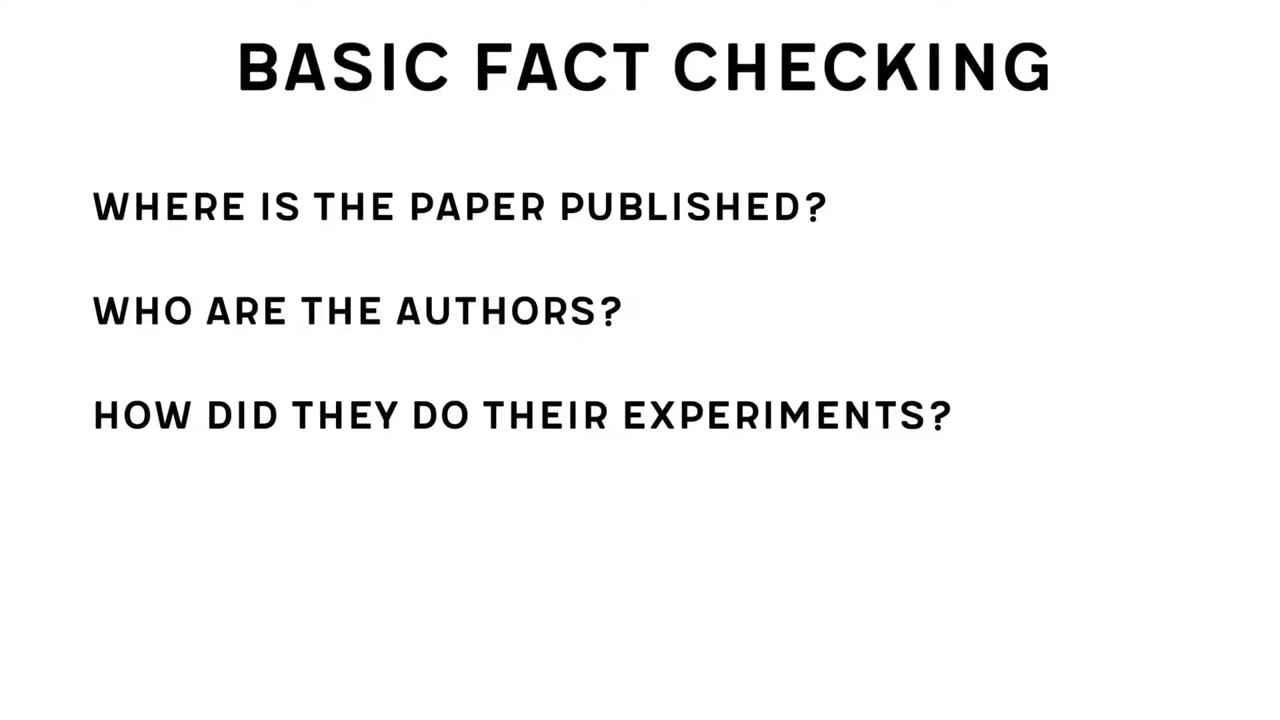 BASIC FACT CHECKING
WHERE IS THE PAPER PUBLISHED?
WHO ARE THE AUTHORS?
HOW DID THEY DO THEIR EXPERIMENTS?